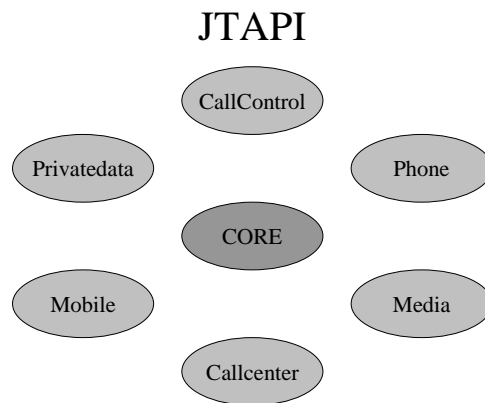 JTAPI
CallControl
Privatedata
Phone
CORE
Mobile
Media
Callcenter